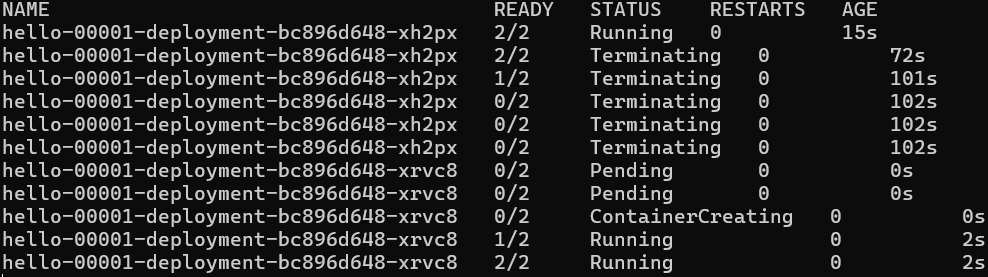 NAME                                    READY   STATUS    RESTARTS   AGE
hello-00001-deployment-bc896d648-xh2px   2/2     Running   0          15s
hello-00001-deployment-bc896d648-xh2px   2/2     Terminating   0          72s
hello-00001-deployment-bc896d648-xh2px   1/2     Terminating   0          101s
hello-00001-deployment-bc896d648-xh2px   0/2     Terminating   0          102s
hello-00001-deployment-bc896d648-xh2px   0/2     Terminating   0          102s
hello-00001-deployment-bc896d648-xh2px   0/2     Terminating   0          102s
hello-00001-deployment-bc896d648-xrvc8   0/2     Pending       0          0s
hello-00001-deployment-bc896d648-xrvc8   0/2     Pending       0          0s
hello-00001-deployment-bc896d648-xrvc8   0/2     ContainerCreating   0          0s
hello-00001-deployment-bc896d648-xrvc8   1/2     Running             0          2s
hello-00001-deployment-bc896d648-xrvc8   2/2     Running             0          2s